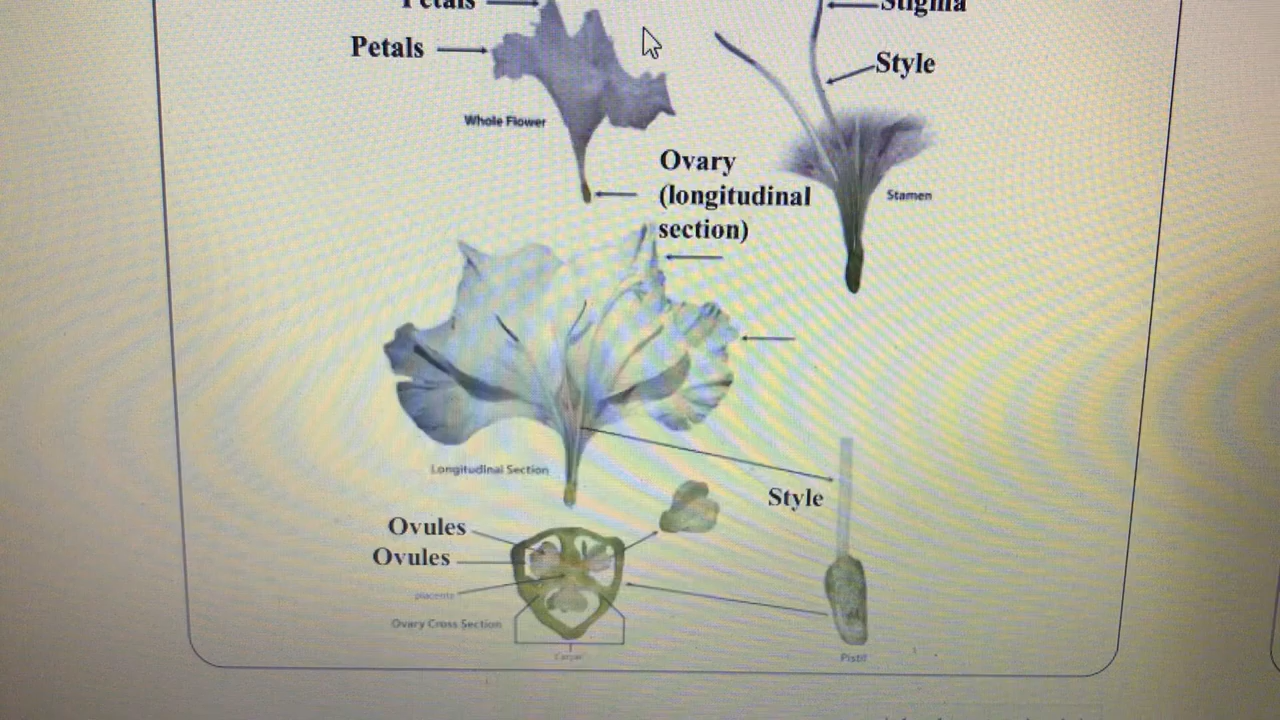 Petals
Stigma
Petals
Style
Whole Flower
Ovary
(longitudinal
section)
Stamen
Longitudinal Section
Style
Ovules
Ovules
placenta
Ovary Cross Section
Carpel
Pistil